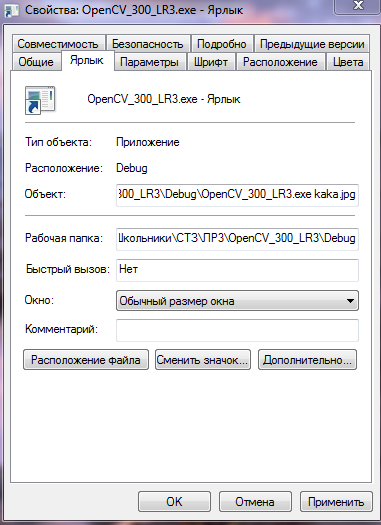 Свойства: OpenCV_300_LR3.exe - Ярлык
Совместимость Безопасность Подробно Предыдущие версии
Общие Ярлык Параметры Шрифт Расположение Цвета
OpenCV_300_LR3.exe - Ярлык
Тип объекта: Приложение
Расположение: Debug
Объект: 300_LR3\Debug\OpenCV_300_LR3.exe kaka.jpg
Рабочая папка: Школьники\СТЗ\ЛР3\OpenCV_300_LR3\Debug
Быстрый вызов: Нет
Окно: Обычный размер окна
Комментарий:
Расположение файла Сменить значок... Дополнительно...
OK Отмена Применить